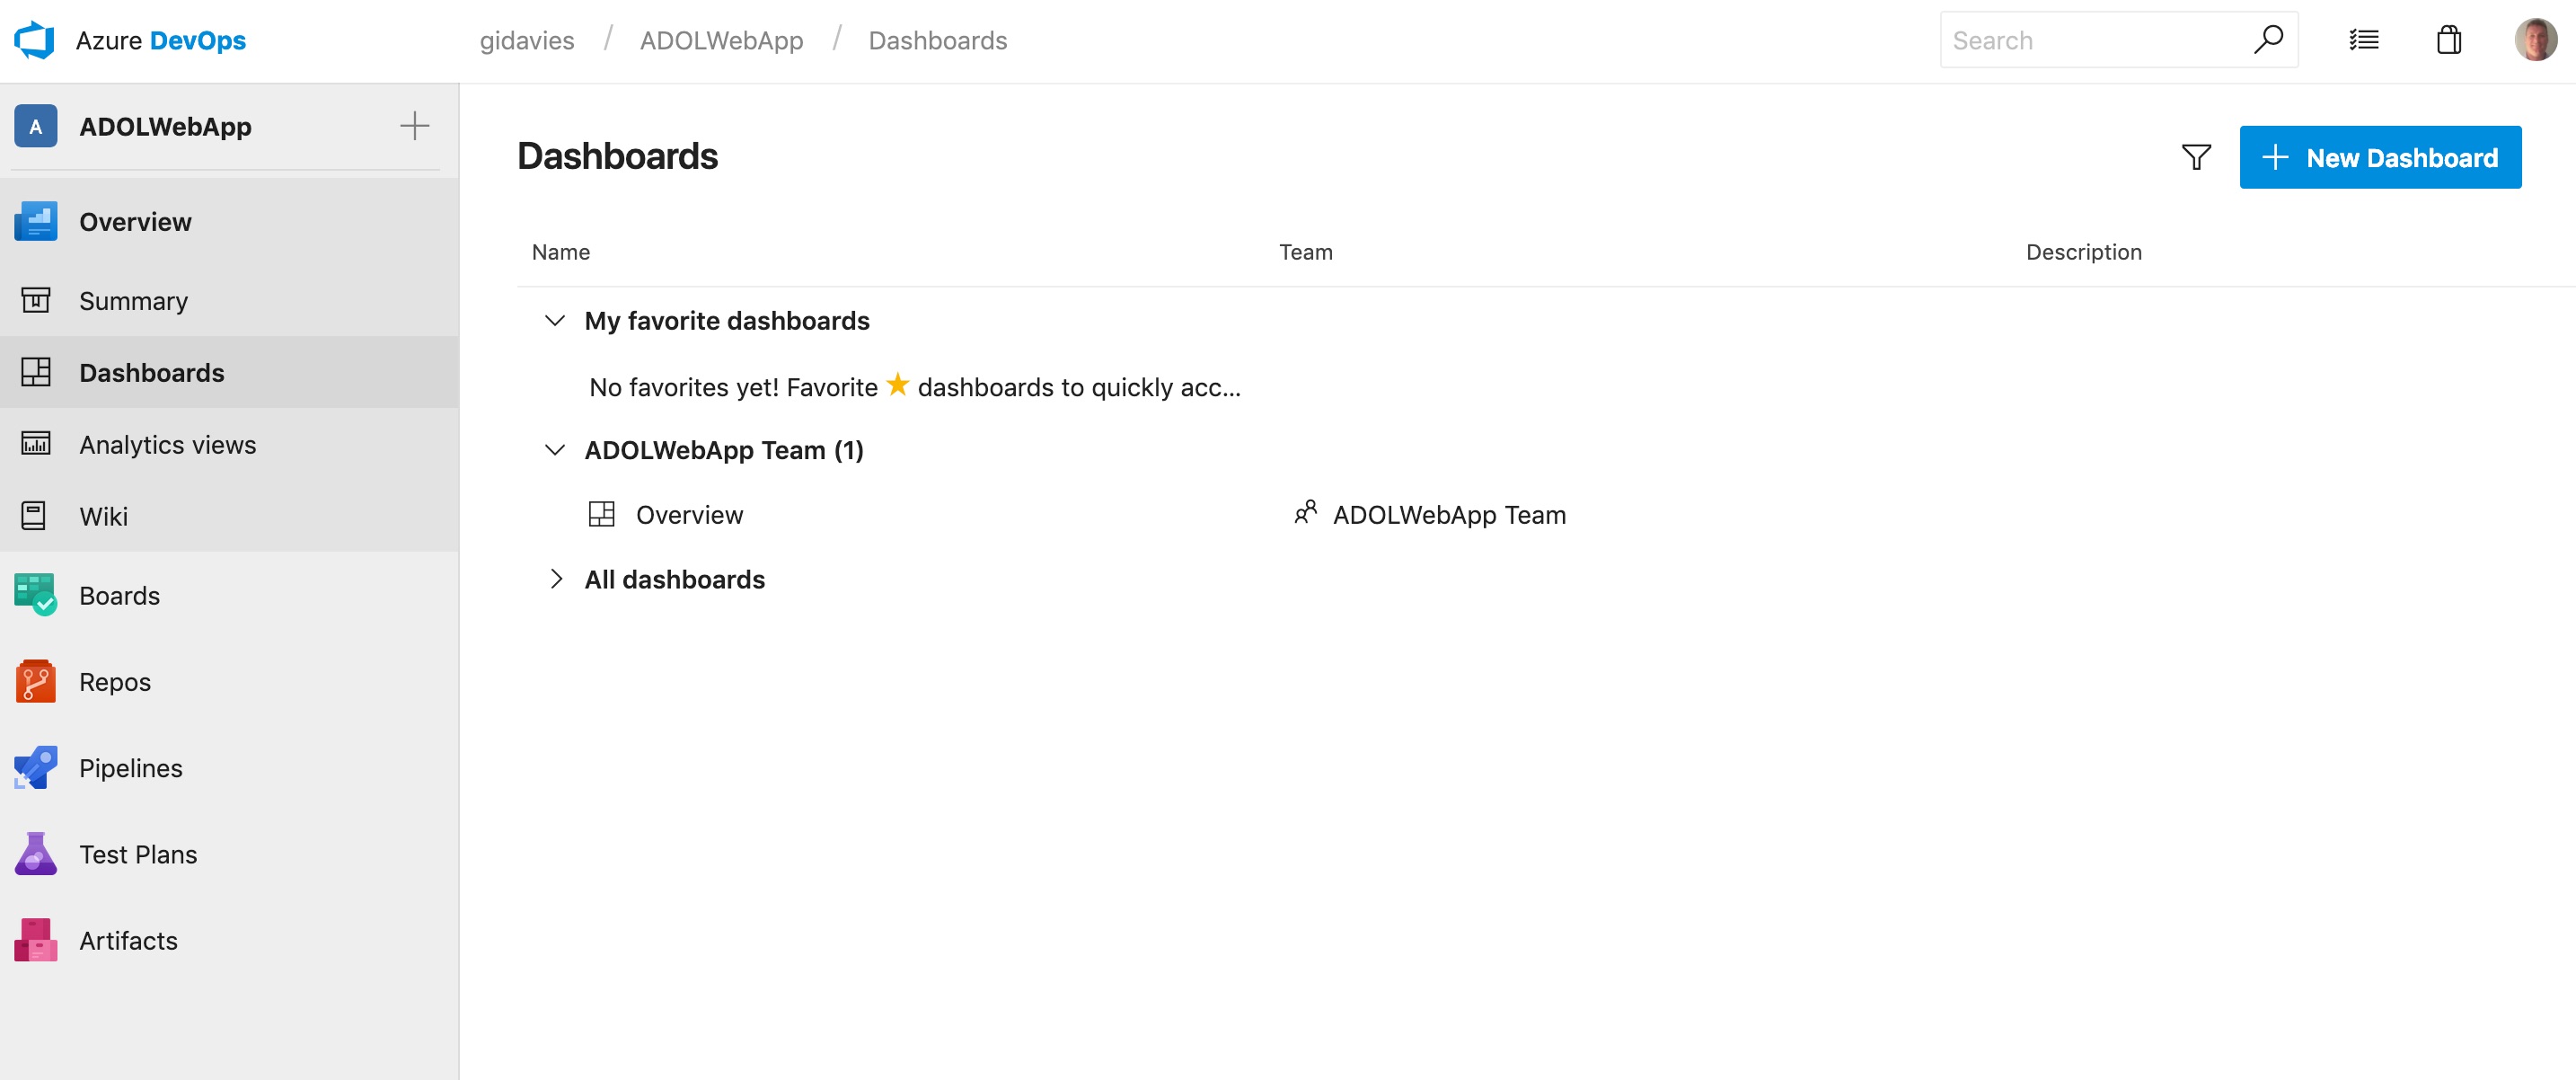 Azure DevOps
gidavies / ADOLWebApp / Dashboards
Search
A ADOLWebApp
Overview
Summary
Dashboards
Analytics views
Wiki
Boards
Repos
Pipelines
Test Plans
Artifacts
Dashboards
New Dashboard
Name Team Description
My favorite dashboards
No favorites yet! Favorite ★ dashboards to quickly acc...
ADOLWebApp Team (1)
Overview ADOLWebApp Team
All dashboards